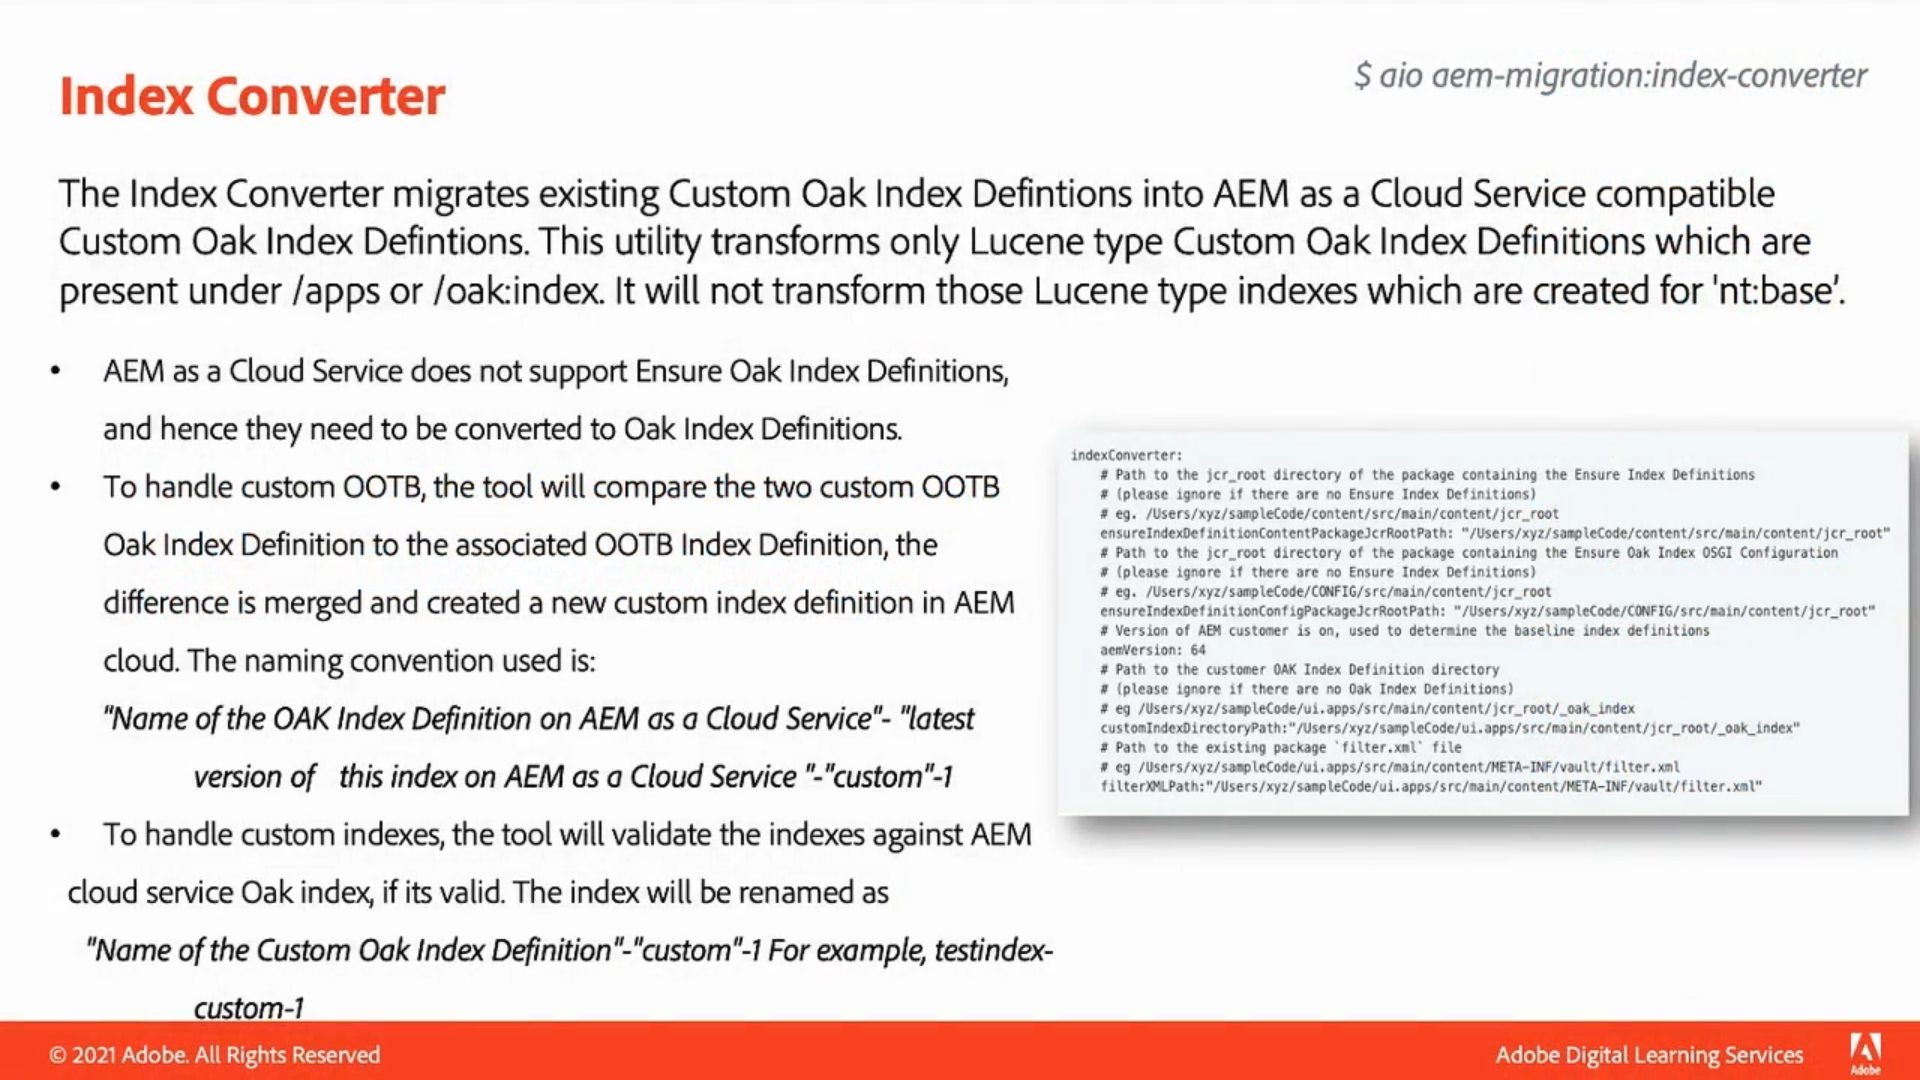 Index Converter
$ aio aem-migration:index-converter
The Index Converter migrates existing Custom Oak Index Defintions into AEM as a Cloud Service compatible
Custom Oak Index Defintions. This utility transforms only Lucene type Custom Oak Index Definitions which are
present under /apps or /oak:index. It will not transform those Lucene type indexes which are created for 'nt:base’.
• AEM as a Cloud Service does not support Ensure Oak Index Definitions,
and hence they need to be converted to Oak Index Definitions.
• To handle custom OOTB, the tool will compare the two custom OOTB
Oak Index Definition to the associated OOTB Index Definition, the
difference is merged and created a new custom index definition in AEM
cloud. The naming convention used is:
"Name of the OAK Index Definition on AEM as a Cloud Service"- "latest
version of this index on AEM as a Cloud Service "-"custom"-1
• To handle custom indexes, the tool will validate the indexes against AEM
cloud service Oak index, if its valid. The index will be renamed as
"Name of the Custom Oak Index Definition"-"custom"-1 For example, testindex-
custom-1
indexConverter:
# Path to the jcr_root directory of the package containing the Ensure Index Definitions
# (please ignore if there are no Ensure Index Definitions)
# eg. /Users/xyz/sampleCode/content/src/main/content/jcr_root
ensureIndexDefinitionContentPackageJcrRootPath: "/Users/xyz/sampleCode/content/src/main/content/jcr_root"
# Path to the jcr_root directory of the package containing the Ensure Oak Index OSGI Configuration
# (please ignore if there are no Ensure Index Definitions)
# eg. /Users/xyz/sampleCode/CONFIG/src/main/content/jcr_root
ensureIndexDefinitionConfigPackageJcrRootPath: "/Users/xyz/sampleCode/CONFIG/src/main/content/jcr_root"
# Version of AEM customer is on, used to determine the baseline index definitions
aemVersion: 64
# Path to the customer OAK Index Definition directory
# (please ignore if there are no Oak Index Definitions)
# eg /Users/xyz/sampleCode/ui.apps/src/main/content/jcr_root/_oak_index
customIndexDirectoryPath:"/Users/xyz/sampleCode/ui.apps/src/main/content/jcr_root/_oak_index"
# Path to the existing package `filter.xml` file
# eg /Users/xyz/sampleCode/ui.apps/src/main/content/META-INF/vault/filter.xml
filterXMLPath:"/Users/xyz/sampleCode/ui.apps/src/main/content/META-INF/vault/filter.xml"
© 2021 Adobe. All Rights Reserved
Adobe Digital Learning Services
Adobe